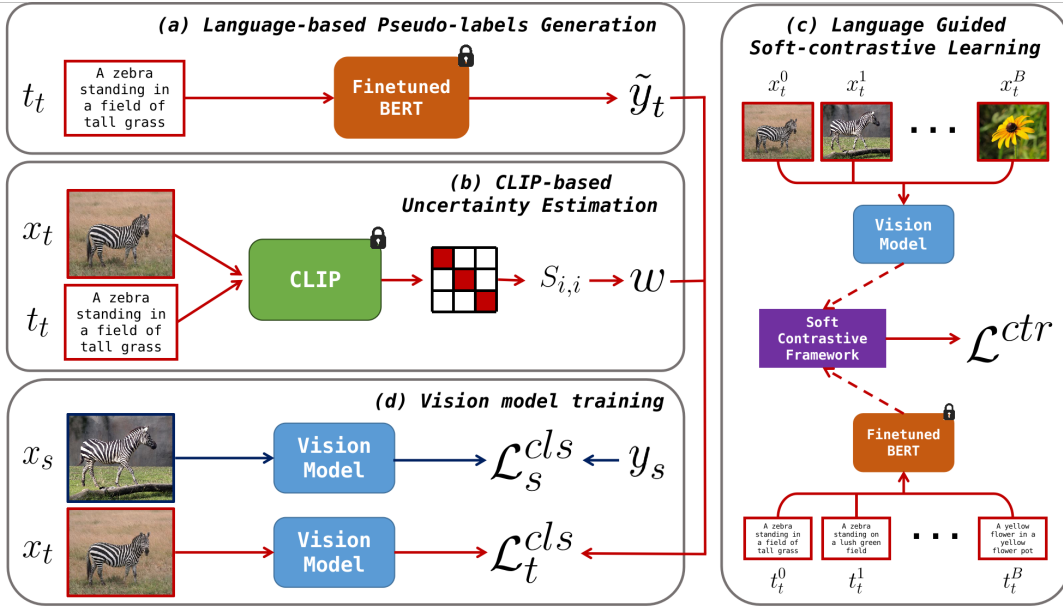 (a) Language-based Pseudo-labels Generation
t_t
A zebra
standing in
a field of
tall grass
Finetuned
BERT
ỹ_t
(b) CLIP-based
Uncertainty Estimation
x_t
t_t
A zebra
standing in
a field of
tall grass
CLIP
S_{i,i}
w
(d) Vision model training
x_s
Vision
Model
ℒ_s^{cls}
y_s
x_t
Vision
Model
ℒ_t^{cls}
(c) Language Guided
Soft-contrastive Learning
x_t^0 x_t^1 x_t^B
...
Vision
Model
Soft
Contrastive
Framework
ℒ^{ctr}
Finetuned
BERT
A zebra
standing in
a field of
tall grass
A zebra
standing on
a lush green
field
...
A yellow
flower in a
yellow
flower pot
t_t^0 t_t^1 t_t^B